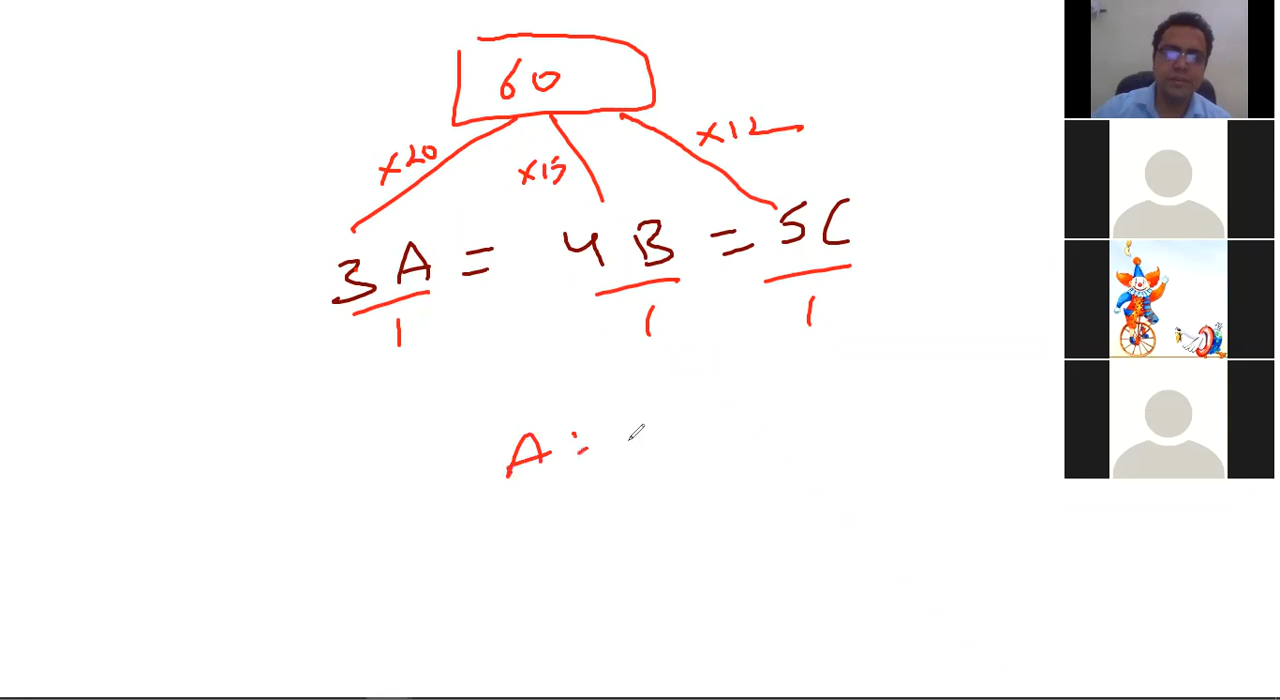 60
×20 ×15 ×12
3A = 4B = 5C
1 1 1
A :